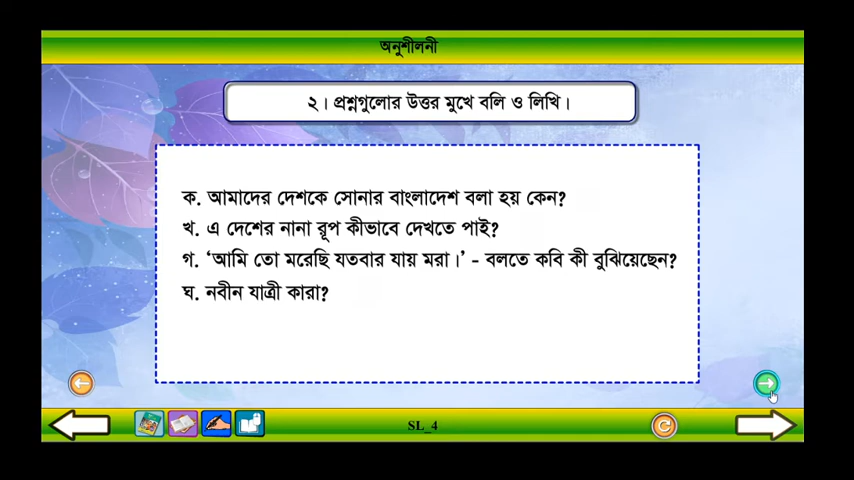 অনুশীলনী
২। প্রশ্নগুলোর উত্তর মুখে বলি ও লিখি।
ক. আমাদের দেশকে সোনার বাংলাদেশ বলা হয় কেন?
খ. এ দেশের নানা রূপ কীভাবে দেখতে পাই?
গ. ‘আমি তো মরেছি যতবার যায় মরা।’ - বলতে কবি কী বুঝিয়েছেন?
ঘ. নবীন যাত্রী কারা?
SL_4